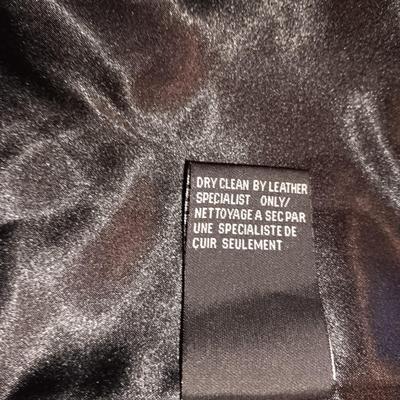 DRY CLEAN BY LEATHER
SPECIALIST ONLY/
NETTOYAGE A SEC PAR
UNE SPECIALISTE DE
CUIR SEULEMENT